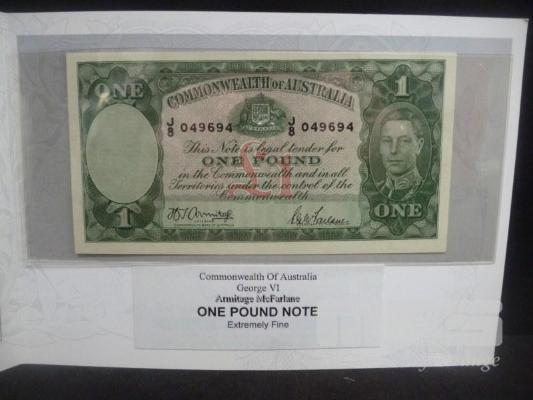 ONE
COMMONWEALTH OF AUSTRALIA
1
J/8 049694
J/8 049694
£1
This Note is legal tender for
ONE POUND
in the Commonwealth and in all
Territories under the control of the
Commonwealth
1
ONE
Commonwealth Of Australia
George VI
Armitage McFarlane
ONE POUND NOTE
Extremely Fine